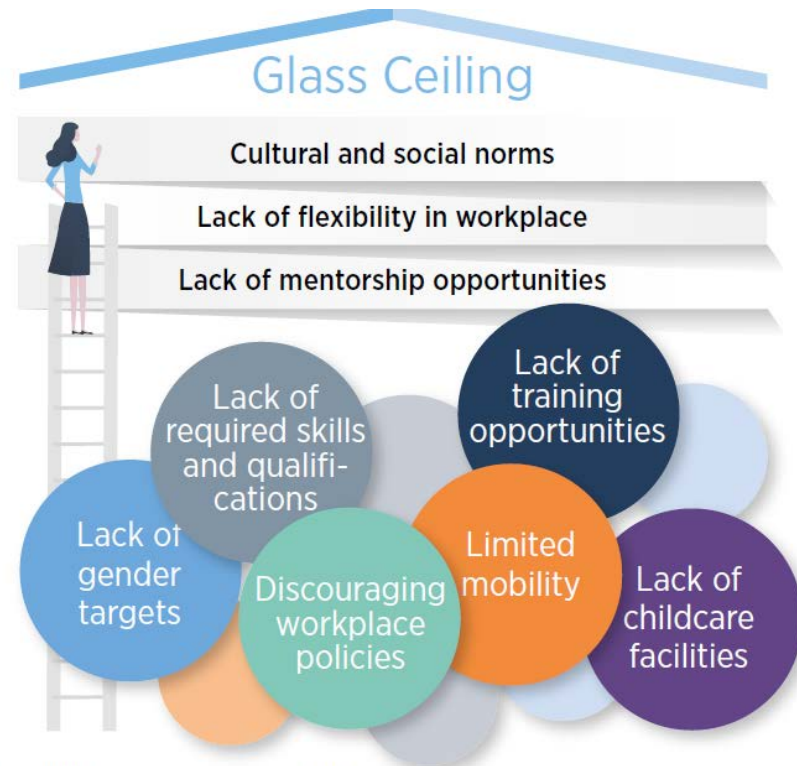 Glass Ceiling
Cultural and social norms
Lack of flexibility in workplace
Lack of mentorship opportunities
Lack of
required skills
and qualifi-
cations
Lack of
training
opportunities
Lack of
gender
targets
Discouraging
workplace
policies
Limited
mobility
Lack of
childcare
facilities